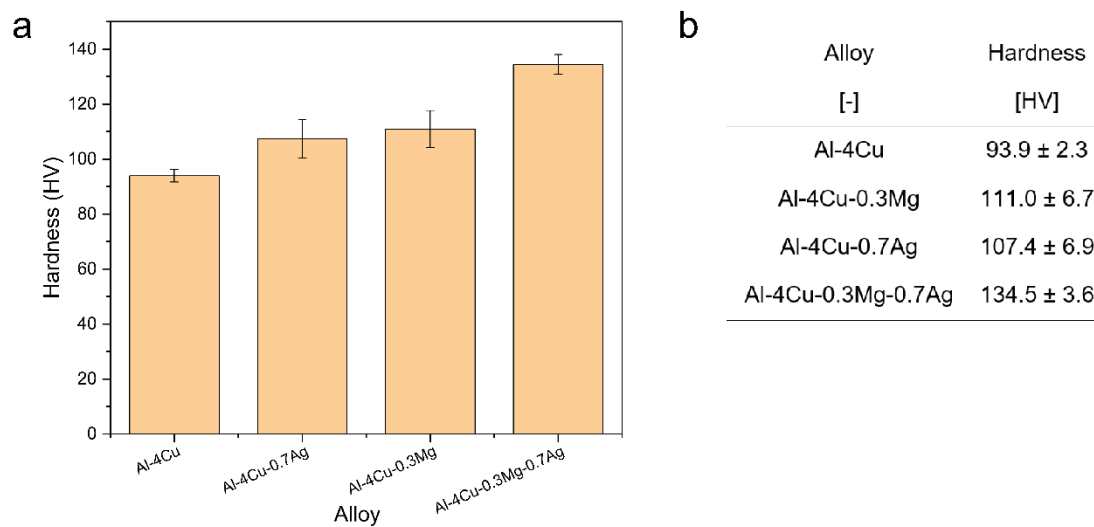 a
140
120
100
80
60
40
20
0
Hardness (HV)
Al-4Cu
Al-4Cu-0.7Ag
Al-4Cu-0.3Mg
Al-4Cu-0.3Mg-0.7Ag
Alloy
b
Alloy Hardness
[-] [HV]
Al-4Cu 93.9 ± 2.3
Al-4Cu-0.3Mg 111.0 ± 6.7
Al-4Cu-0.7Ag 107.4 ± 6.9
Al-4Cu-0.3Mg-0.7Ag 134.5 ± 3.6